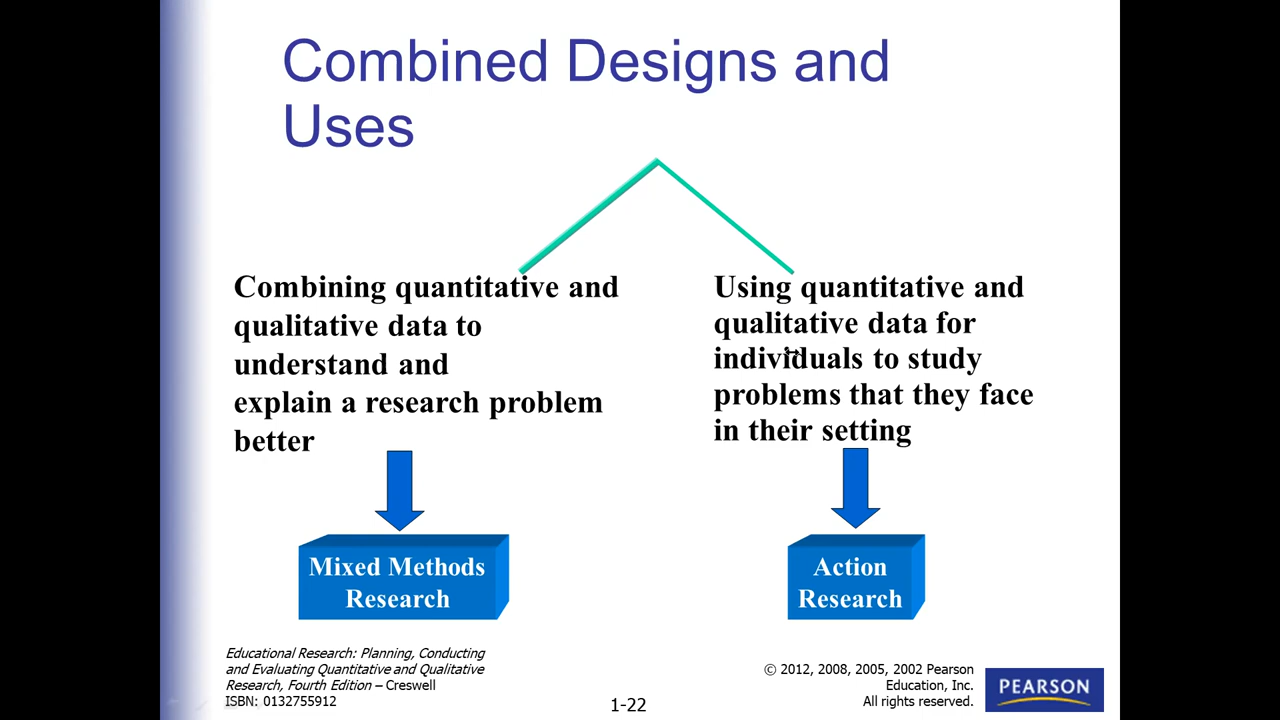 Combined Designs and
Uses
Combining quantitative and
qualitative data to
understand and
explain a research problem
better
Using quantitative and
qualitative data for
individuals to study
problems that they face
in their setting
Mixed Methods
Research
Action
Research
Educational Research: Planning, Conducting
and Evaluating Quantitative and Qualitative
Research, Fourth Edition – Creswell
ISBN: 0132755912
1-22
© 2012, 2008, 2005, 2002 Pearson
Education, Inc.
All rights reserved.
PEARSON